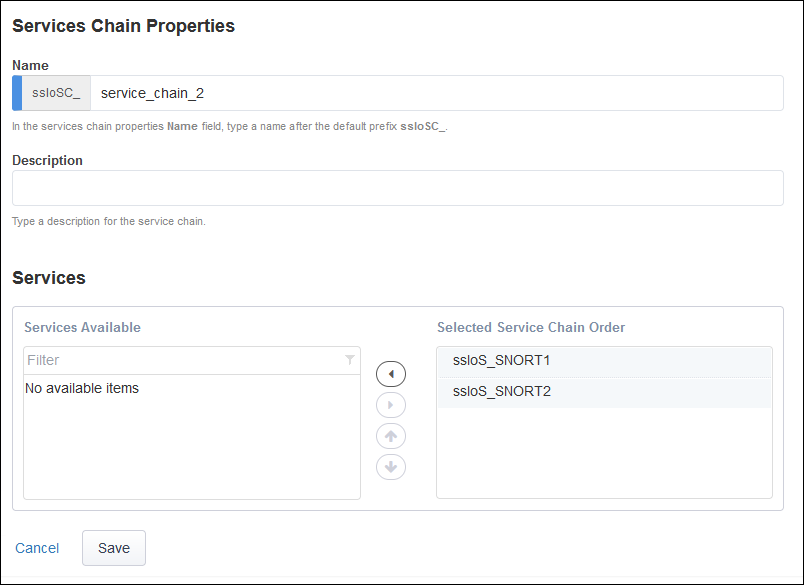 Services Chain Properties
Name
ssloSC_ service_chain_2
In the services chain properties Name field, type a name after the default prefix ssloSC_.
Description
Type a description for the service chain.
Services
Services Available
Selected Service Chain Order
Filter
No available items
ssloS_SNORT1
ssloS_SNORT2
Cancel
Save